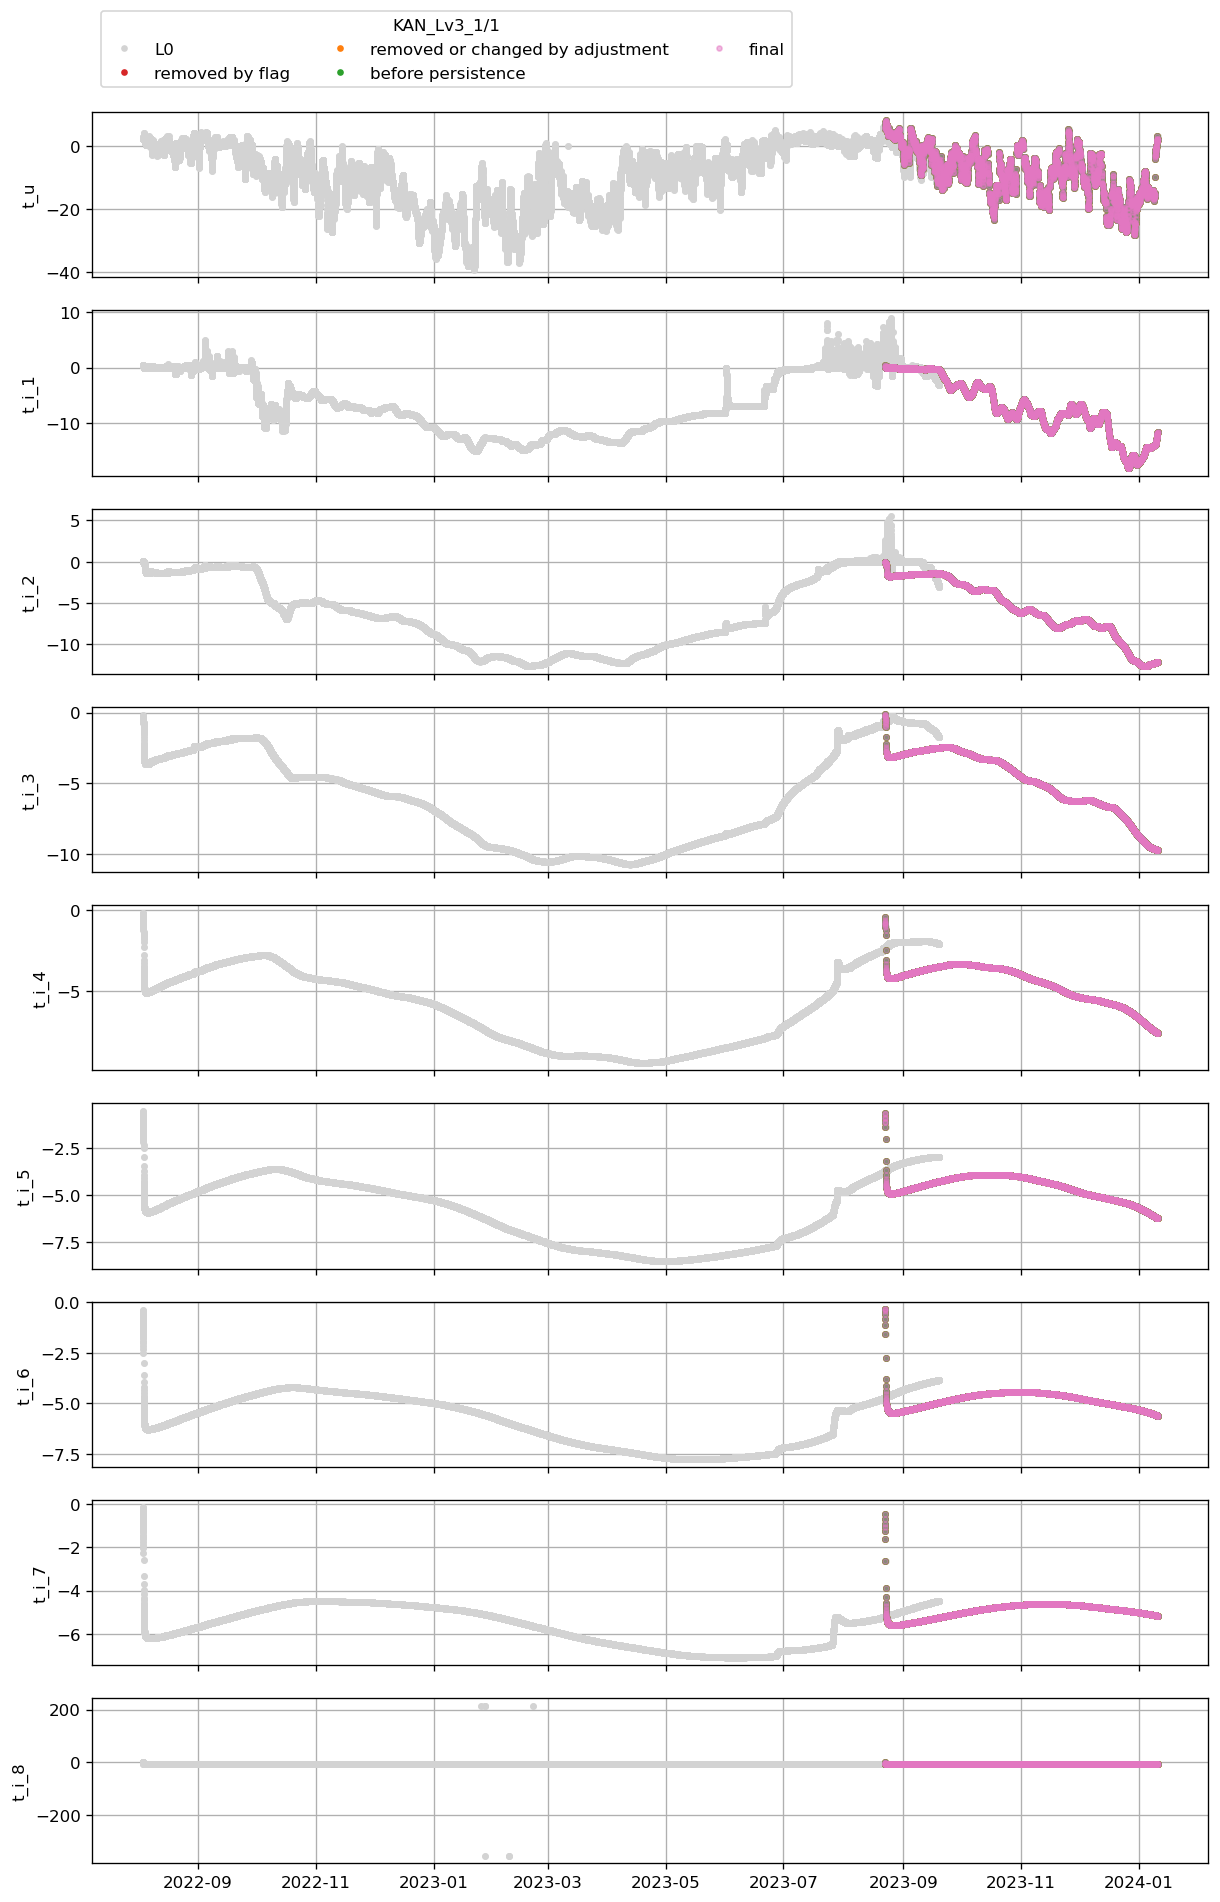 KAN_Lv3_1/1
L0 removed or changed by adjustment final
removed by flag before persistence
0
−20
−40
t_u
10
0
−10
t_i_1
5
0
−5
−10
t_i_2
0
−5
−10
t_i_3
0
−5
t_i_4
−2.5
−5.0
−7.5
t_i_5
0.0
−2.5
−5.0
−7.5
t_i_6
0
−2
−4
−6
t_i_7
200
0
−200
t_i_8
2022-09 2022-11 2023-01 2023-03 2023-05 2023-07 2023-09 2023-11 2024-01